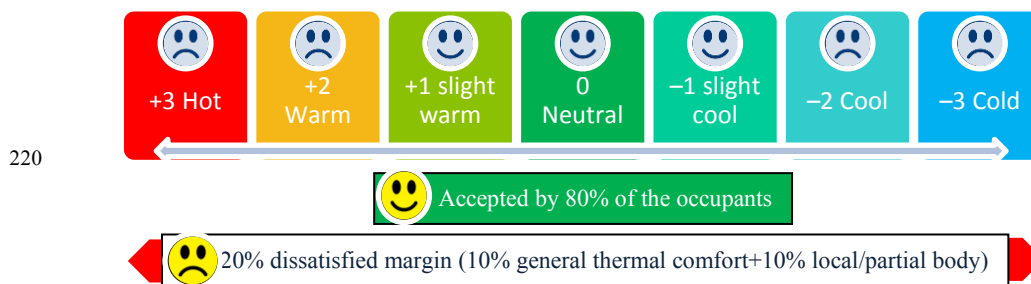 +3 Hot
+2
Warm
+1 slight
warm
0
Neutral
–1 slight
cool
–2 Cool
–3 Cold
220
Accepted by 80% of the occupants
20% dissatisfied margin (10% general thermal comfort+10% local/partial body)